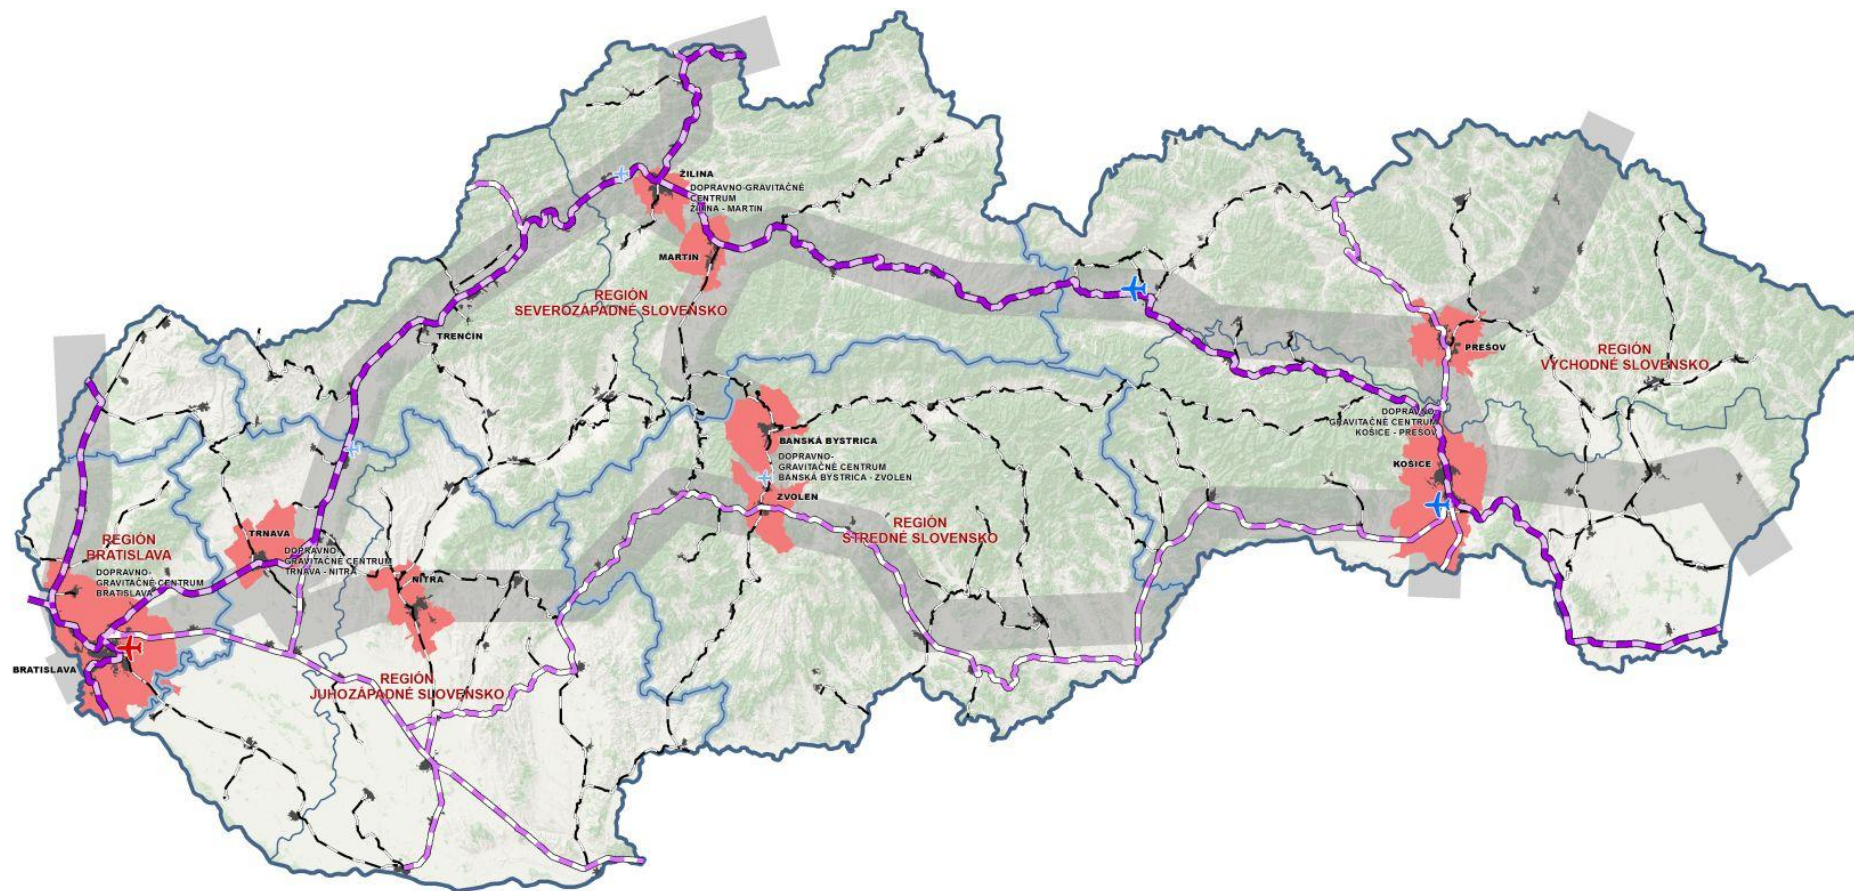 ŽILINA
DOPRAVNO-GRAVITAČNÉ
CENTRUM
ŽILINA - MARTIN
MARTIN
REGIÓN
SEVEROZÁPADNÉ SLOVENSKO
TRENČÍN
PREŠOV
REGIÓN
VÝCHODNÉ SLOVENSKO
DOPRAVNO-
GRAVITAČNÉ CENTRUM
KOŠICE - PREŠOV
KOŠICE
BANSKÁ BYSTRICA
DOPRAVNO-
GRAVITAČNÉ CENTRUM
BANSKÁ BYSTRICA - ZVOLEN
ZVOLEN
REGIÓN
STREDNÉ SLOVENSKO
TRNAVA
REGIÓN
BRATISLAVA
DOPRAVNO-
GRAVITAČNÉ CENTRUM
BRATISLAVA
DOPRAVNO-
GRAVITAČNÉ CENTRUM
TRNAVA - NITRA
NITRA
BRATISLAVA
REGIÓN
JUHOZÁPADNÉ SLOVENSKO